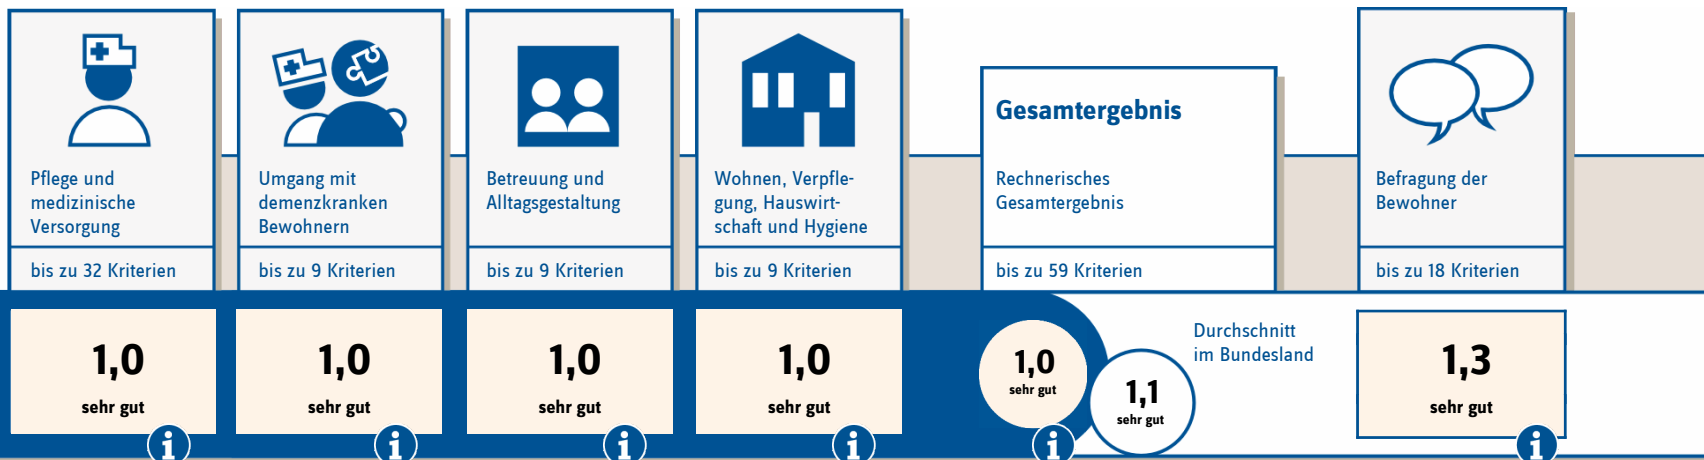 Pflege und
medizinische
Versorgung
bis zu 32 Kriterien
1,0
sehr gut
i
Umgang mit
demenzkranken
Bewohnern
bis zu 9 Kriterien
1,0
sehr gut
i
Betreuung und
Alltagsgestaltung
bis zu 9 Kriterien
1,0
sehr gut
i
Wohnen, Verpfle-
gung, Hauswirt-
schaft und Hygiene
bis zu 9 Kriterien
1,0
sehr gut
i
Gesamtergebnis
Rechnerisches
Gesamtergebnis
bis zu 59 Kriterien
1,0
sehr gut
i
Durchschnitt
im Bundesland
1,1
sehr gut
Befragung der
Bewohner
bis zu 18 Kriterien
1,3
sehr gut
i